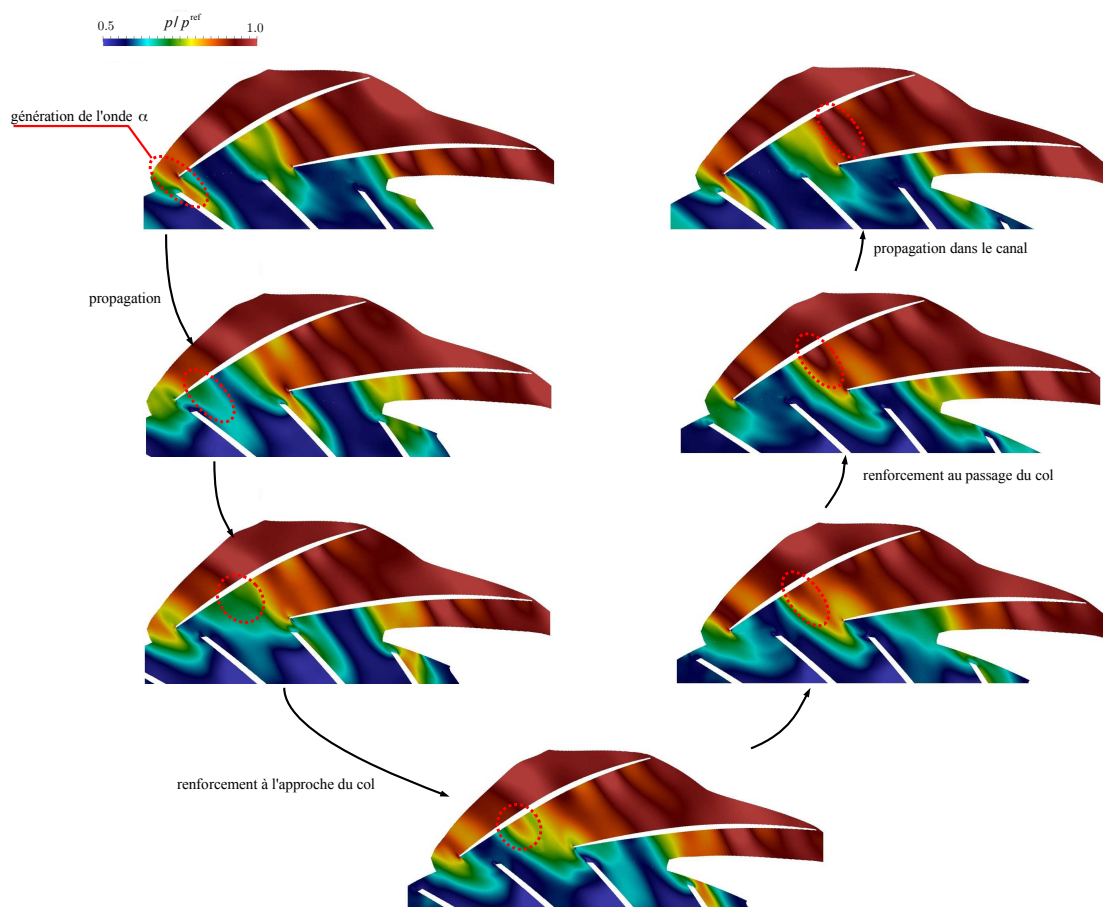 p/p^ref
0.5
1.0
génération de l'onde α
propagation
renforcement à l'approche du col
renforcement au passage du col
propagation dans le canal